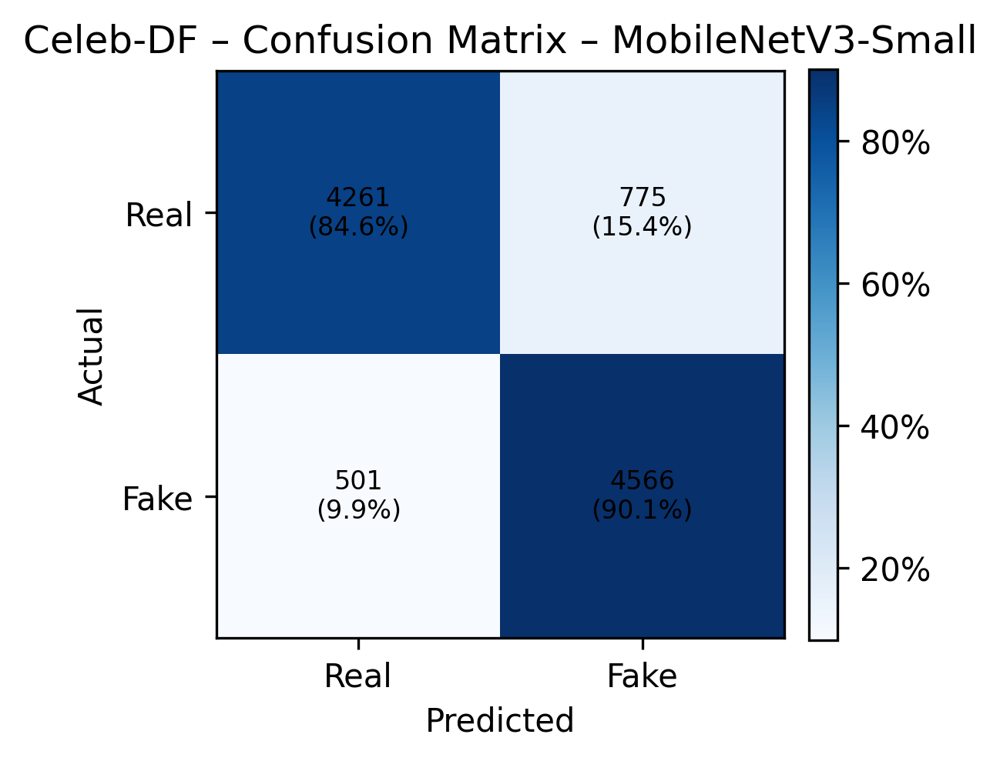 Celeb-DF – Confusion Matrix – MobileNetV3-Small
80%
60%
40%
20%
Actual
Real
4261
(84.6%)
775
(15.4%)
Fake
501
(9.9%)
4566
(90.1%)
Real
Fake
Predicted